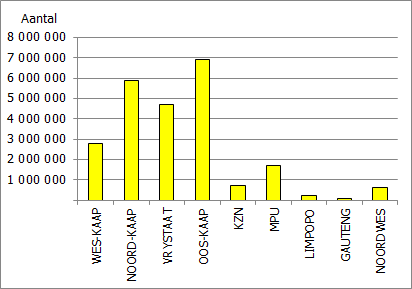 Aantal
8 000 000
7 000 000
6 000 000
5 000 000
4 000 000
3 000 000
2 000 000
1 000 000
WES-KAAP
NOORD-KAAP
VRYSTAAT
OOS-KAAP
KZN
MPU
LIMPOPO
GAUTENG
NOORDWES